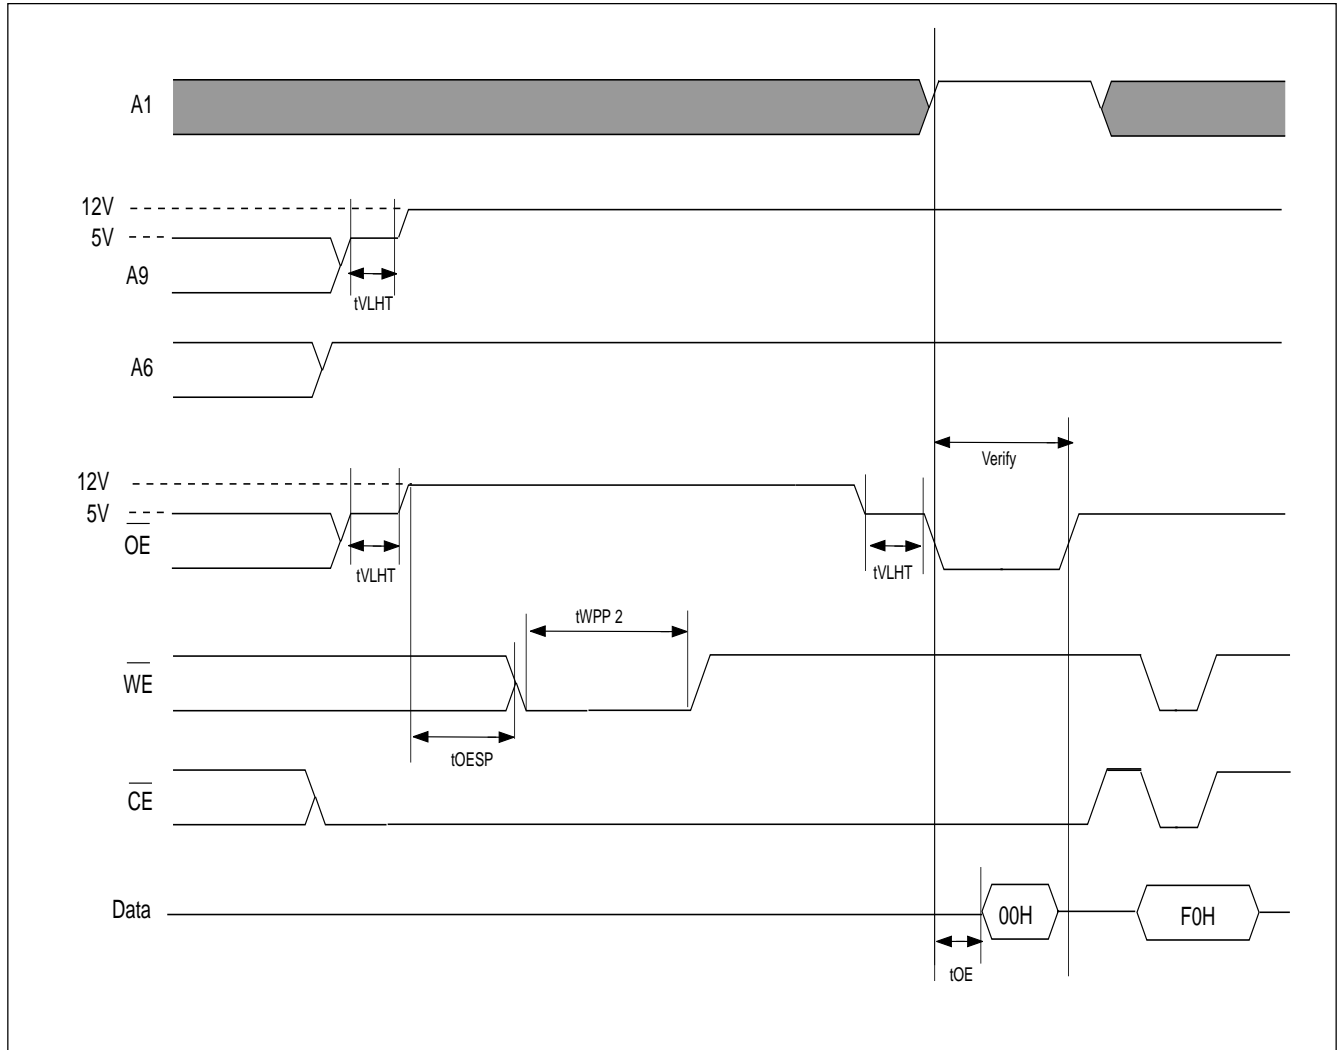 A1
12V
5V
A9
tVLHT
A6
Verify
12V
5V
OE
tVLHT
tVLHT
tWPP 2
WE
tOESP
CE
Data
00H
F0H
tOE